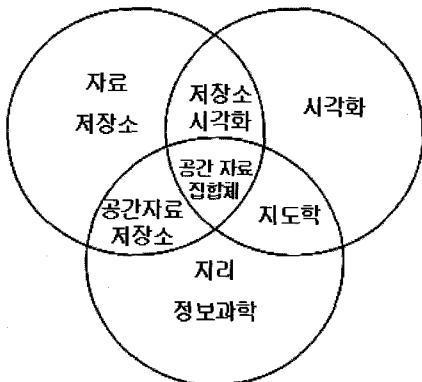 자료
저장소
저장소
시각화
시각화
공간 자료
집합체
공간자료
저장소
지도학
지리
정보과학